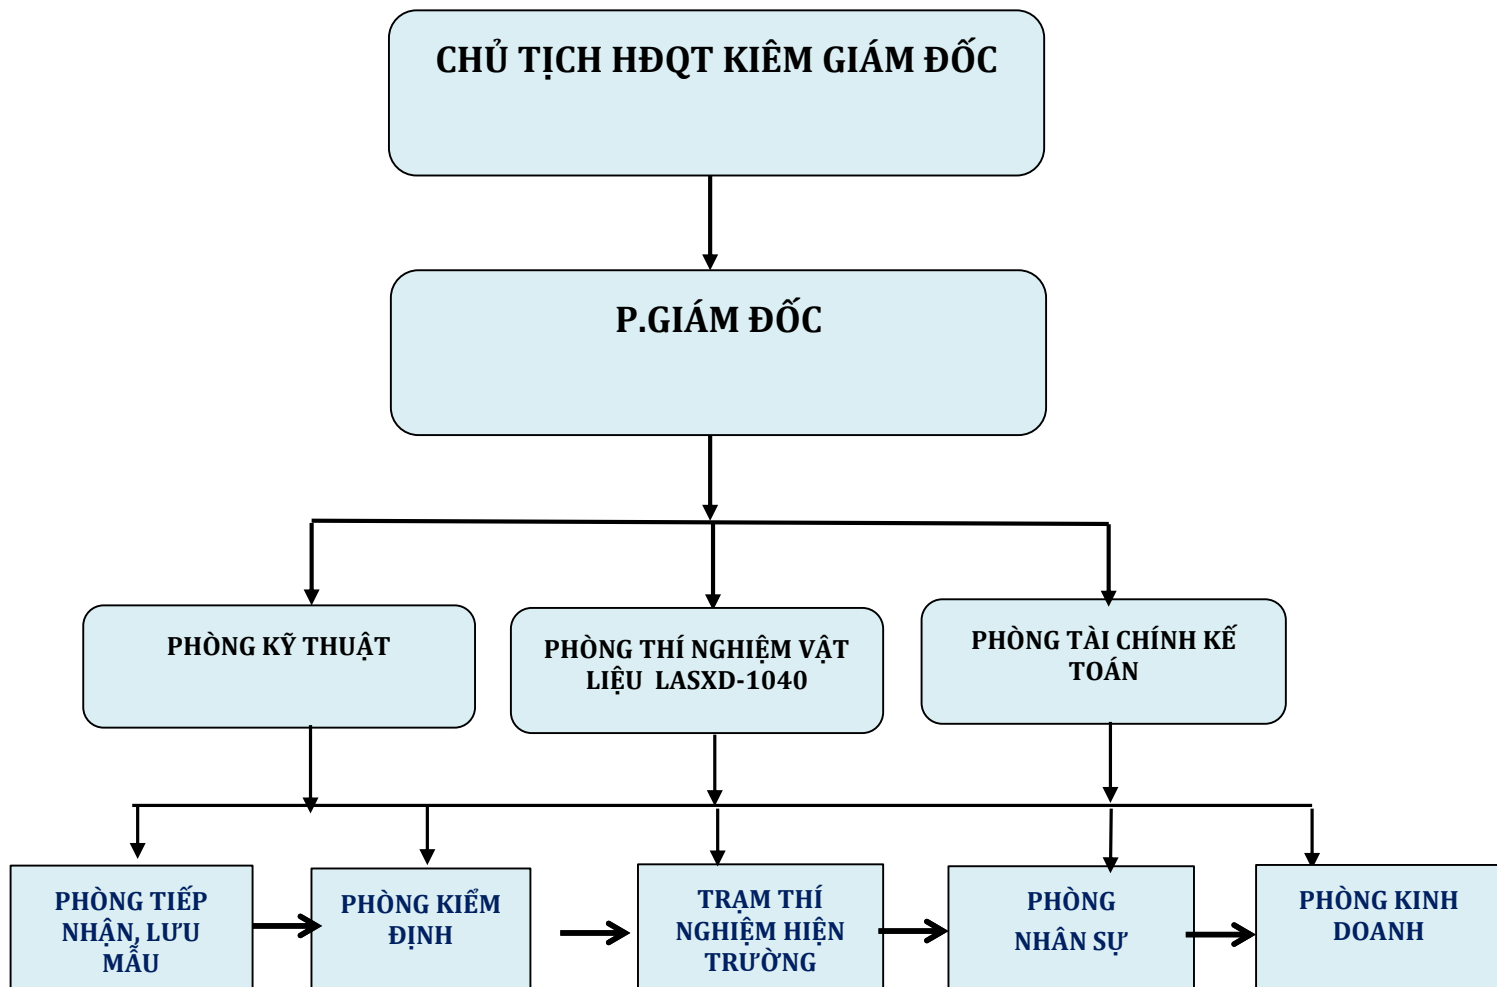 CHỦ TỊCH HĐQT KIÊM GIÁM ĐỐC
P.GIÁM ĐỐC
PHÒNG KỸ THUẬT
PHÒNG THÍ NGHIỆM VẬT
LIỆU LASXD-1040
PHÒNG TÀI CHÍNH KẾ
TOÁN
PHÒNG TIẾP
NHẬN, LƯU
MẪU
PHÒNG KIỂM
ĐỊNH
TRẠM THÍ
NGHIỆM HIỆN
TRƯỜNG
PHÒNG
NHÂN SỰ
PHÒNG KINH
DOANH